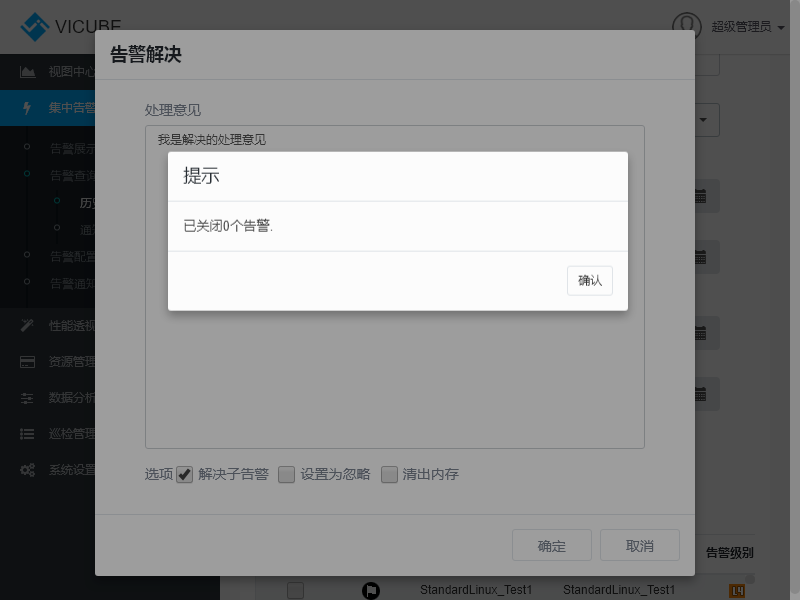 VICUBE
超级管理员
告警解决
视图中心
集中告警
告警展示
告警查询
历史
告警配置
告警通知
性能透视
资源管理
数据分析
巡检管理
系统设置
处理意见
我是解决的处理意见
提示
已关闭0个告警.
确认
选项 解决子告警 设置为忽略 清出内存
确定 取消
告警级别
StandardLinux_Test1 StandardLinux_Test1